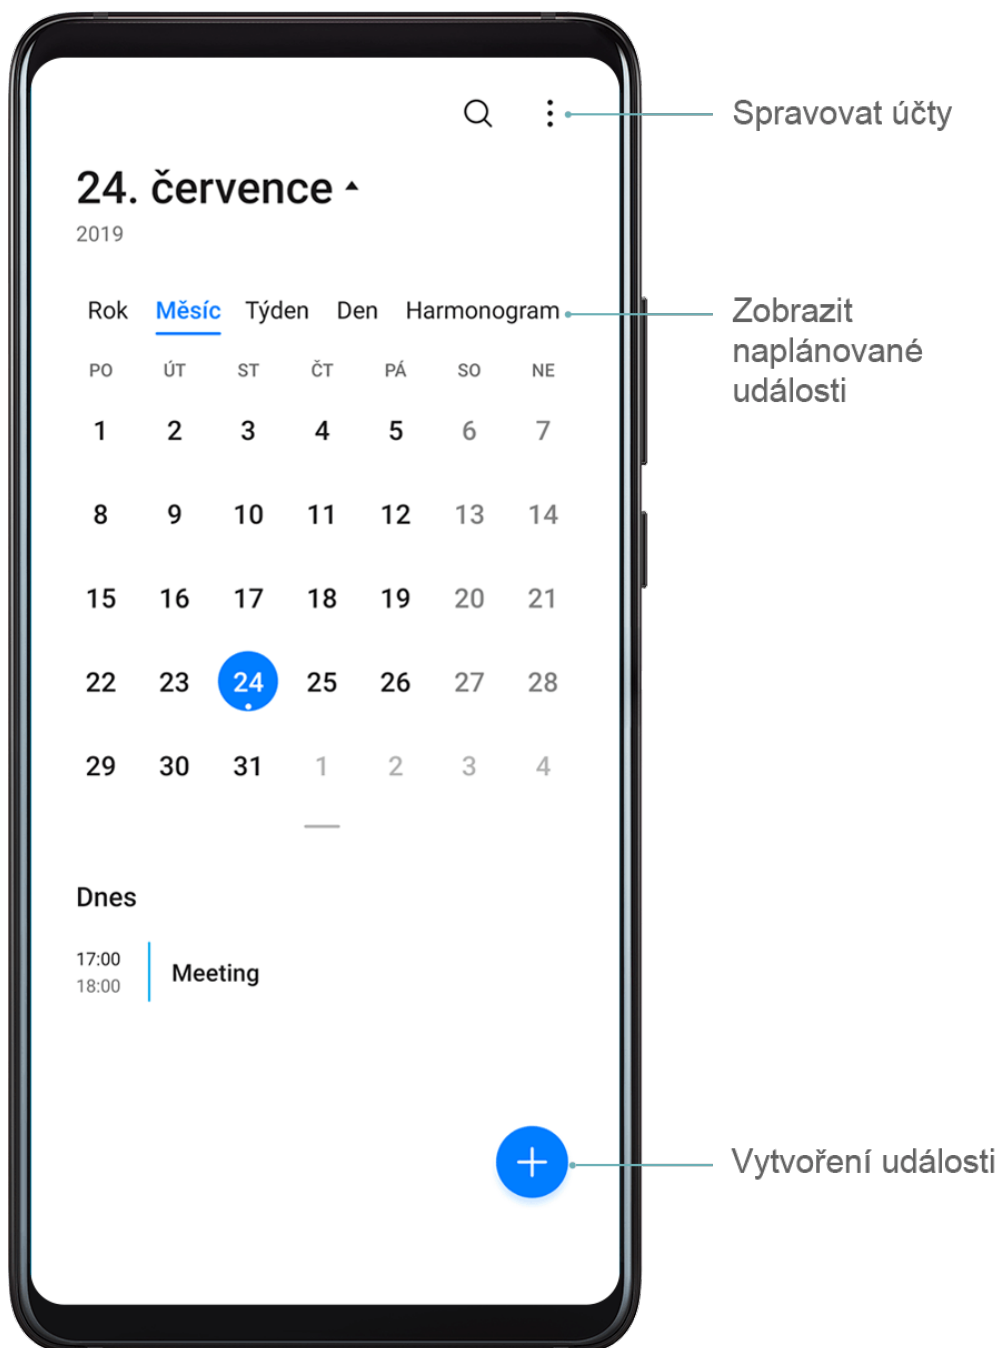 Spravovat účty
24. července
2019
Rok Měsíc Týden Den Harmonogram
Zobrazit
naplánované
události
PO ÚT ST ČT PÁ SO NE
1 2 3 4 5 6 7
8 9 10 11 12 13 14
15 16 17 18 19 20 21
22 23 24 25 26 27 28
29 30 31 1 2 3 4
Dnes
17:00
18:00
Meeting
Vytvoření události